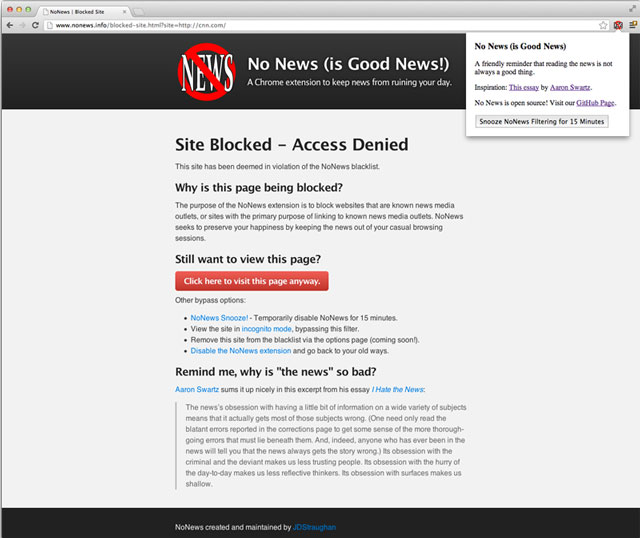 NoNews | Blocked Site
www.nonews.info/blocked-site.html?site=http://cnn.com/
NEWS
No News (is Good News!)
A Chrome extension to keep news from ruining your day.
No News (is Good News)
A friendly reminder that reading the news is not
always a good thing.
Inspiration: This essay by Aaron Swartz.
No News is open source! Visit our GitHub Page.
Snooze NoNews Filtering for 15 Minutes
Site Blocked – Access Denied
This site has been deemed in violation of the NoNews blacklist.
Why is this page being blocked?
The purpose of the NoNews extension is to block websites that are known news media
outlets, or sites with the primary purpose of linking to known news media outlets. NoNews
seeks to preserve your happiness by keeping the news out of your casual browsing
sessions.
Still want to view this page?
Click here to visit this page anyway.
Other bypass options:
• NoNews Snooze! - Temporarily disable NoNews for 15 minutes.
• View the site in incognito mode, bypassing this filter.
• Remove this site from the blacklist via the options page (coming soon!).
• Disable the NoNews extension and go back to your old ways.
Remind me, why is "the news" so bad?
Aaron Swartz sums it up nicely in this excerpt from his essay I Hate the News:
The news's obsession with having a little bit of information on a wide variety of subjects
means that it actually gets most of those subjects wrong. (One need only read the
blatant errors reported in the corrections page to get some sense of the more thorough-
going errors that must lie beneath them. And, indeed, anyone who has ever been in the
news will tell you that the news always gets the story wrong.) Its obsession with the
criminal and the deviant makes us less trusting people. Its obsession with the hurry of
the day-to-day makes us less reflective thinkers. Its obsession with surfaces makes us
shallow.
NoNews created and maintained by JDStraughan